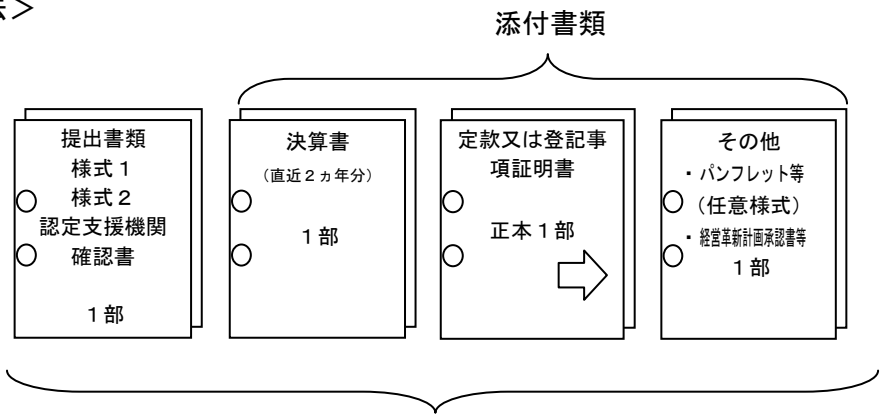 法＞
添付書類
提出書類
様式１
様式２
認定支援機関
確認書
１部
決算書
（直近２ヵ年分）
１部
定款又は登記事
項証明書
正本１部
その他
・パンフレット等
（任意様式）
・経営革新計画承認書等
１部